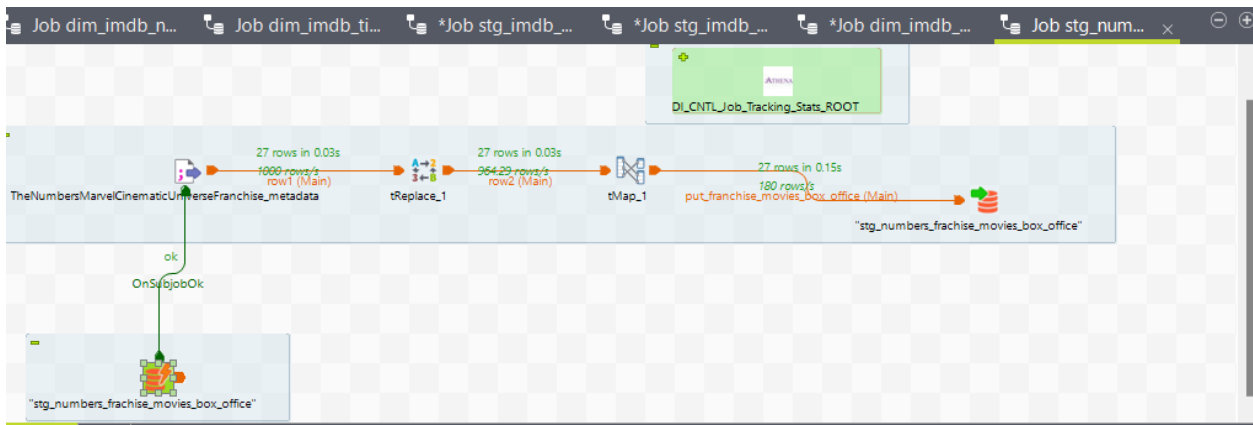 Job dim_imdb_n... Job dim_imdb_ti... *Job stg_imdb_... *Job stg_imdb_... *Job dim_imdb_... Job stg_num...
ATHENA
DI_CNTL_Job_Tracking_Stats_ROOT
27 rows in 0.03s
1000 rows/s
row1 (Main)
27 rows in 0.03s
964.29 rows/s
row2 (Main)
27 rows in 0.15s
180 rows/s
put_franchise_movies_box_office (Main)
TheNumbersMarvelCinematicUniverseFranchise_metadata
tReplace_1
tMap_1
"stg_numbers_frachise_movies_box_office"
ok
OnSubjobOk
"stg_numbers_frachise_movies_box_office"